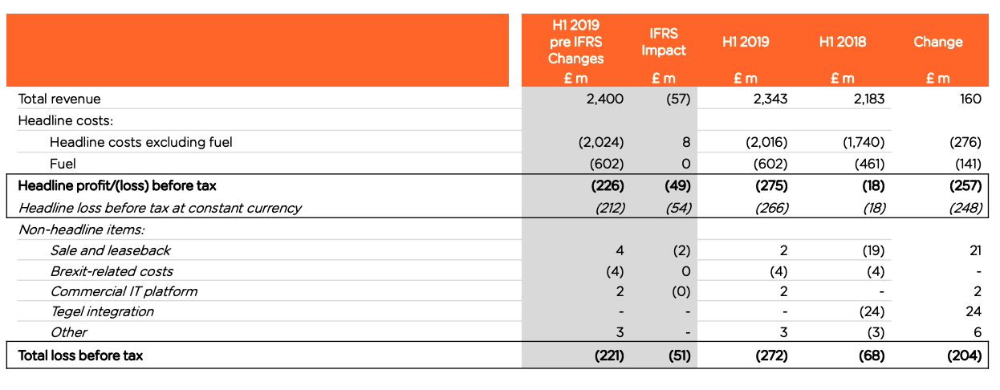 H1 2019 pre IFRS Changes IFRS Impact H1 2019 H1 2018 Change
£ m £ m £ m £ m £ m
Total revenue 2,400 (57) 2,343 2,183 160
Headline costs:
Headline costs excluding fuel (2,024) 8 (2,016) (1,740) (276)
Fuel (602) 0 (602) (461) (141)
Headline profit/(loss) before tax (226) (49) (275) (18) (257)
Headline loss before tax at constant currency (212) (54) (266) (18) (248)
Non-headline items:
Sale and leaseback 4 (2) 2 (19) 21
Brexit-related costs (4) 0 (4) (4) -
Commercial IT platform 2 (0) 2 - 2
Tegel integration - - - (24) 24
Other 3 - 3 (3) 6
Total loss before tax (221) (51) (272) (68) (204)